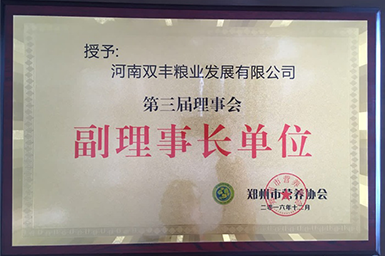 授予:
河南双丰粮业发展有限公司
第三届理事会
副理事长单位
郑州市营养协会
二零一六年十二月